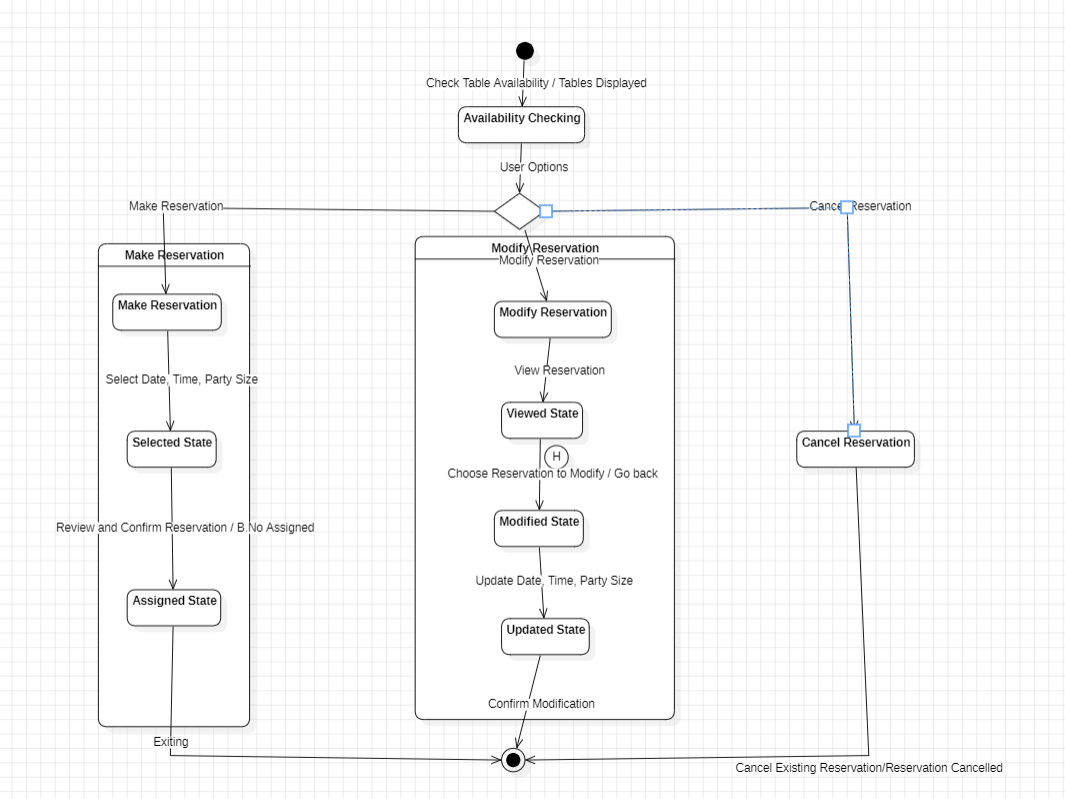 Check Table Availability / Tables Displayed
Availability Checking
User Options
Make Reservation
Cancel Reservation
Make Reservation
Modify Reservation
Modify Reservation
Make Reservation
Modify Reservation
View Reservation
Select Date, Time, Party Size
Viewed State
Selected State
Cancel Reservation
H
Choose Reservation to Modify / Go back
Modified State
Review and Confirm Reservation / B.No Assigned
Update Date, Time, Party Size
Assigned State
Updated State
Confirm Modification
Exiting
Cancel Existing Reservation/Reservation Cancelled